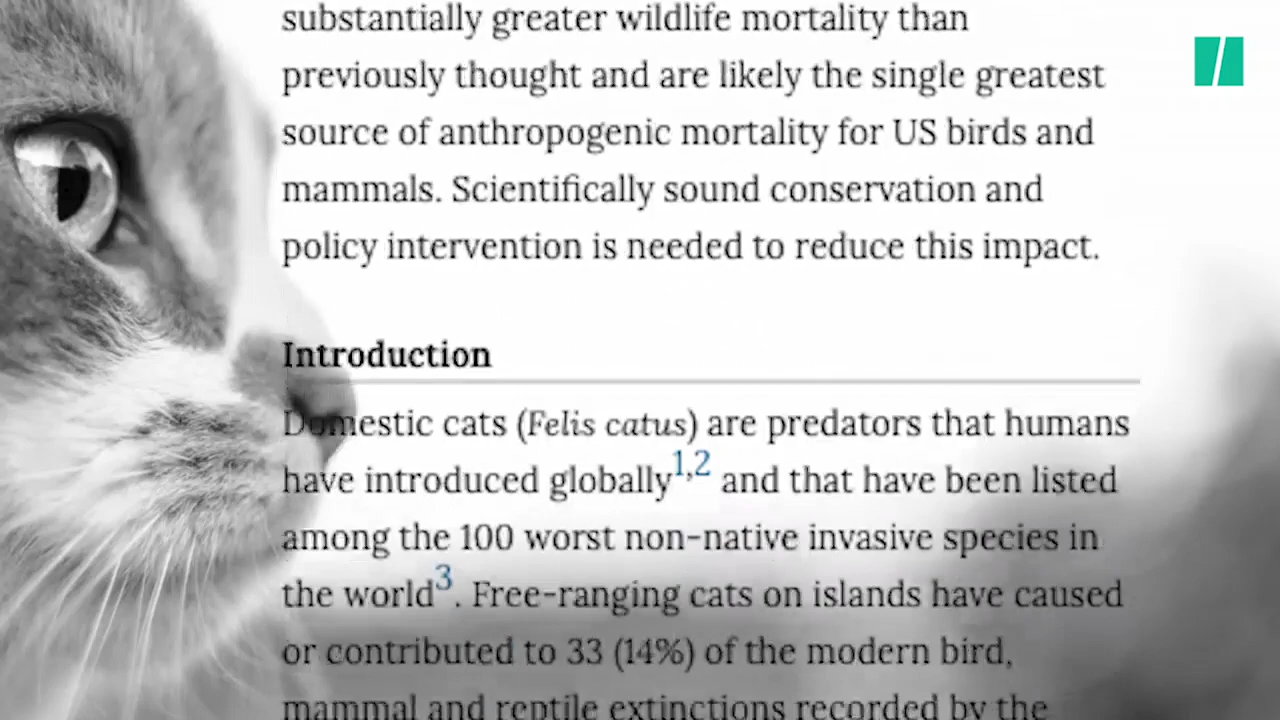 substantially greater wildlife mortality than
previously thought and are likely the single greatest
source of anthropogenic mortality for US birds and
mammals. Scientifically sound conservation and
policy intervention is needed to reduce this impact.
Introduction
Domestic cats (Felis catus) are predators that humans
have introduced globally1,2 and that have been listed
among the 100 worst non-native invasive species in
the world3. Free-ranging cats on islands have caused
or contributed to 33 (14%) of the modern bird,
mammal and reptile extinctions recorded by the